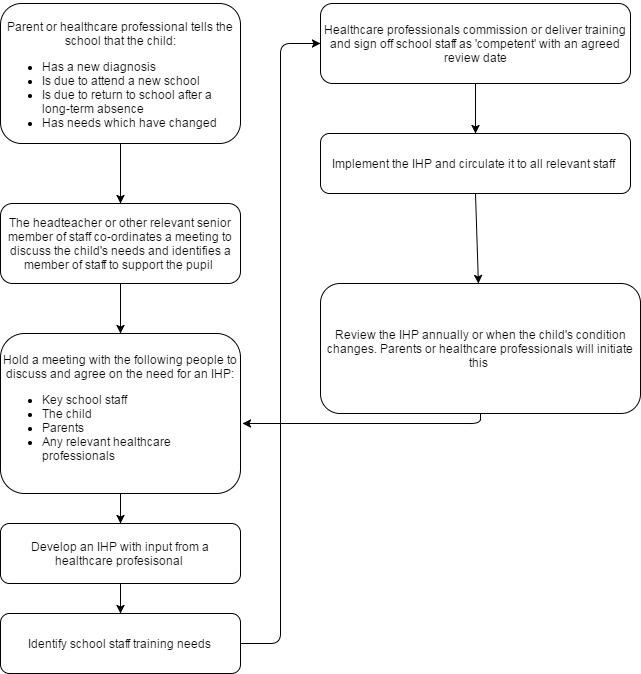 Parent or healthcare professional tells the
school that the child:
Has a new diagnosis
Is due to attend a new school
Is due to return to school after a
long-term absence
Has needs which have changed
The headteacher or other relevant senior
member of staff co-ordinates a meeting to
discuss the child's needs and identifies a
member of staff to support the pupil
Hold a meeting with the following people to
discuss and agree on the need for an IHP:
Key school staff
The child
Parents
Any relevant healthcare
professionals
Develop an IHP with input from a
healthcare profesisonal
Identify school staff training needs
Healthcare professionals commission or deliver training
and sign off school staff as 'competent' with an agreed
review date
Implement the IHP and circulate it to all relevant staff
Review the IHP annually or when the child's condition
changes. Parents or healthcare professionals will initiate
this